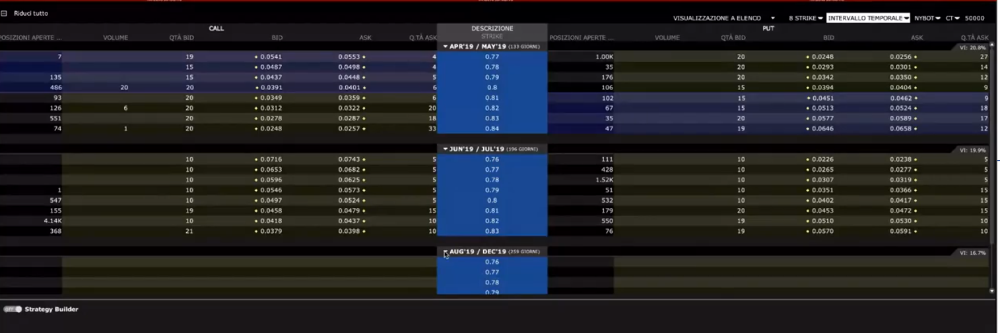 Riduci tutto
VISUALIZZAZIONE A ELENCO 8 STRIKE INTERVALLO TEMPORALE NYBOT CT 50000
CALL DESCRIZIONE PUT
POSIZIONI APERTE ... VOLUME QTÀ BID BID ASK Q.TÀ ASK STRIKE POSIZIONI APERTE ... VOLUME QTÀ BID BID ASK Q.TÀ ASK
APR'19 / MAY'19 (133 GIORNI) VI: 20.8%
7 19 0.0541 0.0553 4 0.77 1.00K 20 0.0248 0.0256 27
15 0.0487 0.0498 4 0.78 35 20 0.0293 0.0301 14
135 15 0.0437 0.0448 5 0.79 176 20 0.0342 0.0350 12
486 20 20 0.0391 0.0401 6 0.8 106 15 0.0394 0.0404 9
93 20 0.0349 0.0359 6 0.81 102 15 0.0451 0.0462 9
126 6 20 0.0312 0.0322 20 0.82 67 15 0.0513 0.0524 18
551 20 0.0278 0.0287 18 0.83 35 20 0.0577 0.0589 17
74 1 20 0.0248 0.0257 33 0.84 47 19 0.0646 0.0658 12
JUN'19 / JUL'19 (196 GIORNI) VI: 19.9%
10 0.0716 0.0743 5 0.76 111 10 0.0226 0.0238 5
10 0.0653 0.0682 5 0.77 428 10 0.0265 0.0277 5
10 0.0596 0.0625 5 0.78 1.52K 10 0.0307 0.0319 5
1 10 0.0546 0.0573 5 0.79 51 10 0.0351 0.0366 15
547 10 0.0497 0.0524 5 0.8 532 10 0.0402 0.0417 15
155 19 0.0458 0.0479 15 0.81 179 20 0.0453 0.0472 15
4.14K 10 0.0418 0.0437 10 0.82 550 19 0.0510 0.0530 10
368 21 0.0379 0.0398 10 0.83 76 19 0.0570 0.0591 10
AUG'19 / DEC'19 (259 GIORNI) VI: 16.7%
0.76
0.77
0.78
0.79
OFF Strategy Builder